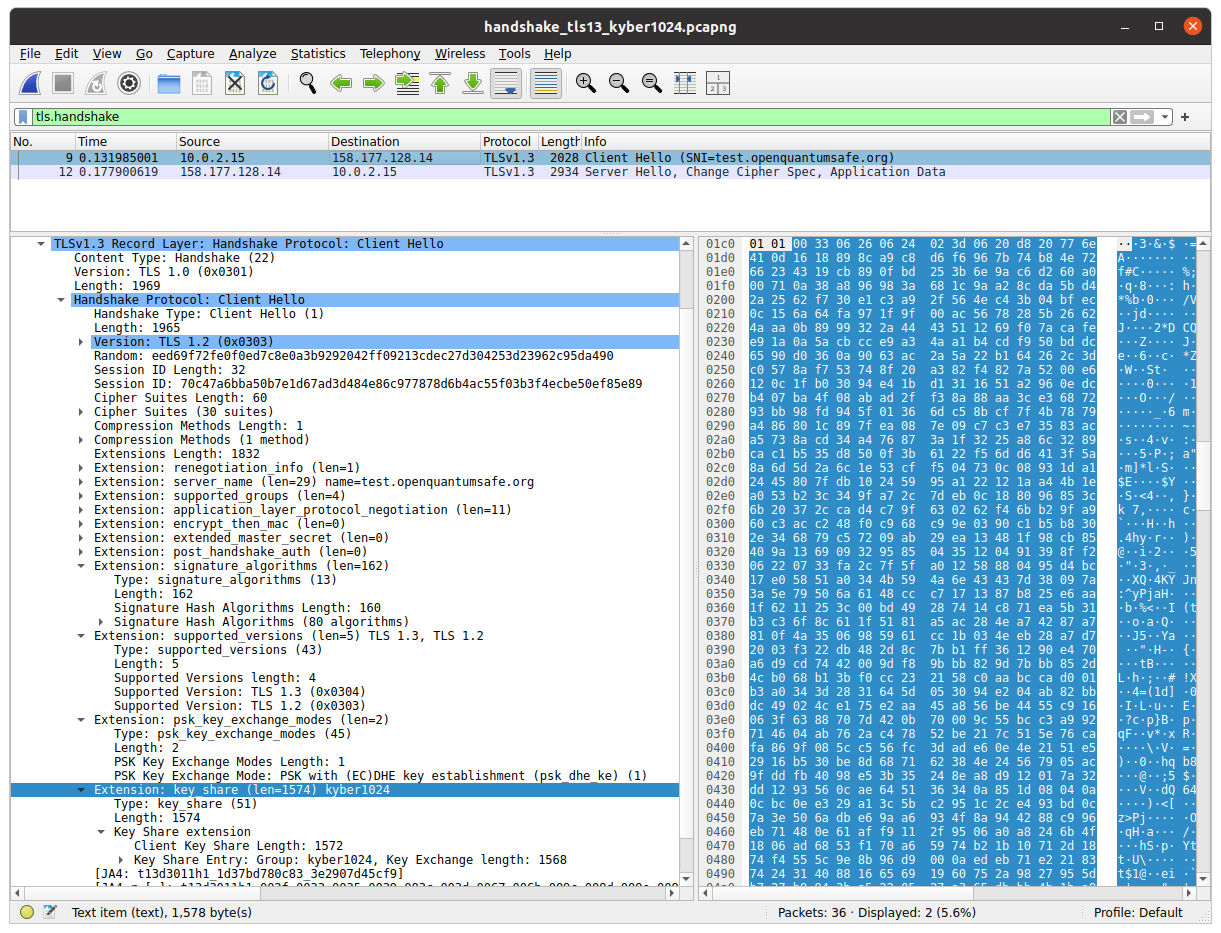 handshake_tls13_kyber1024.pcapng
File Edit View Go Capture Analyze Statistics Telephony Wireless Tools Help
tls.handshake
No. Time Source Destination Protocol Length Info
9 0.131985001 10.0.2.15 158.177.128.14 TLSv1.3 2028 Client Hello (SNI=test.openquantumsafe.org)
12 0.177900619 158.177.128.14 10.0.2.15 TLSv1.3 2934 Server Hello, Change Cipher Spec, Application Data
TLSv1.3 Record Layer: Handshake Protocol: Client Hello
Content Type: Handshake (22)
Version: TLS 1.0 (0x0301)
Length: 1969
Handshake Protocol: Client Hello
Handshake Type: Client Hello (1)
Length: 1965
Version: TLS 1.2 (0x0303)
Random: eed69f72fe0f0ed7c8e0a3b9292042ff09213cdec27d304253d23962c95da490
Session ID Length: 32
Session ID: 70c47a6bba50b7e1d67ad3d484e86c977878d6b4ac55f03b3f4ecbe50ef85e89
Cipher Suites Length: 60
Cipher Suites (30 suites)
Compression Methods Length: 1
Compression Methods (1 method)
Extensions Length: 1832
Extension: renegotiation_info (len=1)
Extension: server_name (len=29) name=test.openquantumsafe.org
Extension: supported_groups (len=4)
Extension: application_layer_protocol_negotiation (len=11)
Extension: encrypt_then_mac (len=0)
Extension: extended_master_secret (len=0)
Extension: post_handshake_auth (len=0)
Extension: signature_algorithms (len=162)
Type: signature_algorithms (13)
Length: 162
Signature Hash Algorithms Length: 160
Signature Hash Algorithms (80 algorithms)
Extension: supported_versions (len=5) TLS 1.3, TLS 1.2
Type: supported_versions (43)
Length: 5
Supported Versions length: 4
Supported Version: TLS 1.3 (0x0304)
Supported Version: TLS 1.2 (0x0303)
Extension: psk_key_exchange_modes (len=2)
Type: psk_key_exchange_modes (45)
Length: 2
PSK Key Exchange Modes Length: 1
PSK Key Exchange Mode: PSK with (EC)DHE key establishment (psk_dhe_ke) (1)
Extension: key_share (len=1574) kyber1024
Type: key_share (51)
Length: 1574
Key Share extension
Client Key Share Length: 1572
Key Share Entry: Group: kyber1024, Key Exchange length: 1568
[JA4: t13d3011h1_1d37bd780c83_3e2907d45cf9]
01c0 01 01 00 33 06 26 06 24 02 3d 06 20 d8 20 77 6e
01d0 41 0d 16 18 89 8c a9 c8 d6 f6 96 7b 74 b8 4e 72
01e0 66 23 43 19 cb 89 0f bd 25 3b 6e 9a c6 d2 60 a0
01f0 00 71 0a 38 a8 96 98 3a 68 1c 9a a2 8c da 5b d4
0200 2a 25 62 f7 30 e1 c3 a9 2f 56 4e c4 3b 04 bf ec
0210 0c 15 6a 64 fa 97 1f 9f 00 ac 56 78 28 5b 26 62
0220 4a aa 0b 89 99 32 2a 44 43 51 12 69 f0 7a ca fe
0230 e9 1a 0a 5a cb cc e9 a3 4a a1 b4 cd f9 50 bd dc
0240 65 90 d0 36 0a 90 63 ac 2a 5a 22 b1 64 26 2c 3d
0250 c0 57 8a f7 53 74 8f 20 a3 82 f4 82 7a 52 00 e6
0260 12 0c 1f b0 30 94 e4 1b d1 31 16 51 a2 96 0e dc
0270 b4 07 ba 4f 08 ab ad 2f f3 8a 88 aa 3c e3 68 72
0280 93 bb 98 fd 94 5f 01 36 6d c5 8b cf 7f 4b 78 79
0290 a4 86 80 1c 89 7f ea 08 7e 09 c7 c3 e7 35 83 ac
02a0 a5 73 8a cd 34 a4 76 87 3a 1f 32 25 a8 6c 32 89
02b0 ca c1 b5 35 d8 50 0f 3b 61 22 f5 6d d6 41 3f 5a
02c0 8a 6d 5d 2a 6c 1e 53 cf f5 04 73 0c 08 93 1d a1
02d0 24 45 80 7f db 10 24 59 95 a1 22 12 1a a4 4b 1e
02e0 a0 53 b2 3c 34 9f a7 2c 7d eb 0c 18 80 96 85 3c
02f0 6b 20 37 2c ca d4 c7 9f 63 02 62 f4 6b b2 9f a9
0300 60 c3 ac c2 48 f0 c9 68 c9 9e 03 90 c1 b5 b8 30
0310 2e 34 68 79 c5 72 09 ab 29 ea 13 48 1f 98 cb 85
0320 40 9a 13 69 09 32 95 85 04 35 12 04 91 39 8f f2
0330 06 22 07 33 fa 2c 7f 5f a0 12 58 88 04 95 d4 bc
0340 17 e0 58 51 a0 34 4b 59 4a 6e 43 43 7d 38 09 7a
0350 3a 5e 79 50 6a 61 48 cc c7 17 13 87 b8 25 e6 aa
0360 1f 62 11 25 3c 00 bd 49 28 74 14 c8 71 ea 5b 31
0370 b3 c3 6f 8c 61 1f 51 81 a5 ac 28 4e a7 42 87 a7
0380 81 0f 4a 35 06 98 59 61 cc 1b 03 4e eb 28 a7 d7
0390 20 03 f3 22 db 48 2d 8c 7b b1 ff 36 12 90 e4 70
03a0 a6 d9 cd 74 42 00 9d f8 9b bb 82 9d 7b bb 85 2d
03b0 4c b0 68 b1 3b f0 cc 23 21 58 c0 aa bc ca d0 01
03c0 b3 a0 34 3d 28 31 64 5d 05 30 94 e2 04 ab 82 bb
03d0 dc 49 02 4c e1 75 e2 aa 45 a8 56 be 44 55 c9 16
03e0 06 3f 63 88 70 7d 42 0b 70 00 9c 55 bc c3 a9 92
03f0 71 46 04 ab 76 2a c4 78 52 be 21 7c 51 5e 76 ca
0400 fa 86 9f 08 5c c5 56 fc 3d ad e6 0e 4e 21 51 e5
0410 29 16 b5 30 be 8d 68 71 62 38 4e 24 56 79 05 ac
0420 9f dd fb 40 98 e5 3b 35 24 8e a8 d9 12 01 7a 32
0430 dd 12 93 56 0c ae 64 51 36 34 0a 85 1d 08 04 0a
0440 0c bc 0e e3 29 a1 3c 5b c2 95 1c 2c e4 93 bd 0c
0450 7a 3e 50 6a db e6 9a a6 93 4f 8a 94 42 88 c9 96
0460 eb 71 48 0e 61 af f9 11 2f 95 06 a0 a8 24 6b 4f
0470 18 06 ad 68 53 f1 70 a6 59 74 b2 1b 10 71 2d 18
0480 74 f4 55 5c 9e 8b 96 d9 00 0a ed eb 71 e2 21 83
0490 74 24 31 40 88 16 65 69 19 60 75 2a 98 27 95 5d
Text item (text), 1,578 byte(s)
Packets: 36 · Displayed: 2 (5.6%)
Profile: Default